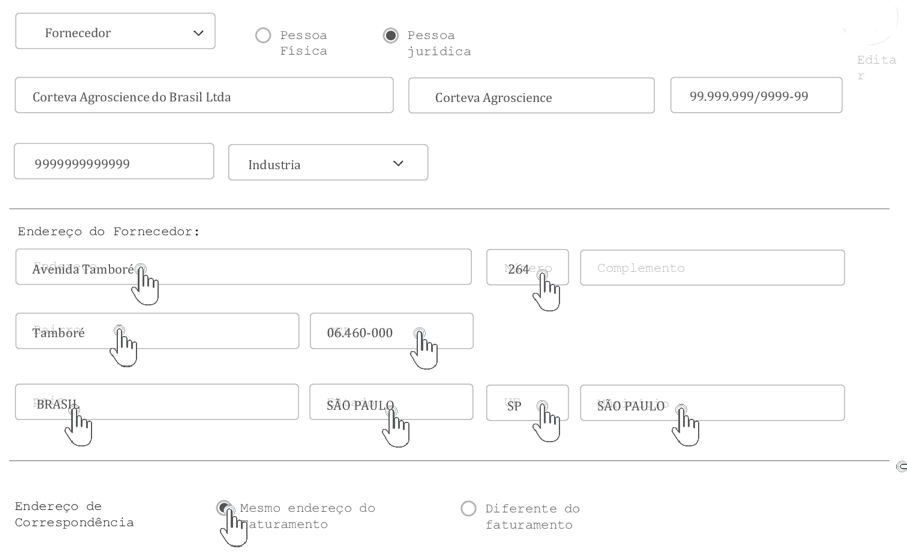 Fornecedor
Pessoa
Física
Pessoa
jurídica
Edita
r
Corteva Agroscience do Brasil Ltda
Corteva Agroscience
99.999.999/9999-99
9999999999999
Industria
Endereço do Fornecedor:
Avenida Tamboré
264
Complemento
Tamboré
06.460-000
BRASIL
SÃO PAULO
SP
SÃO PAULO
Endereço de
Correspondência
Mesmo endereço do
faturamento
Diferente do
faturamento